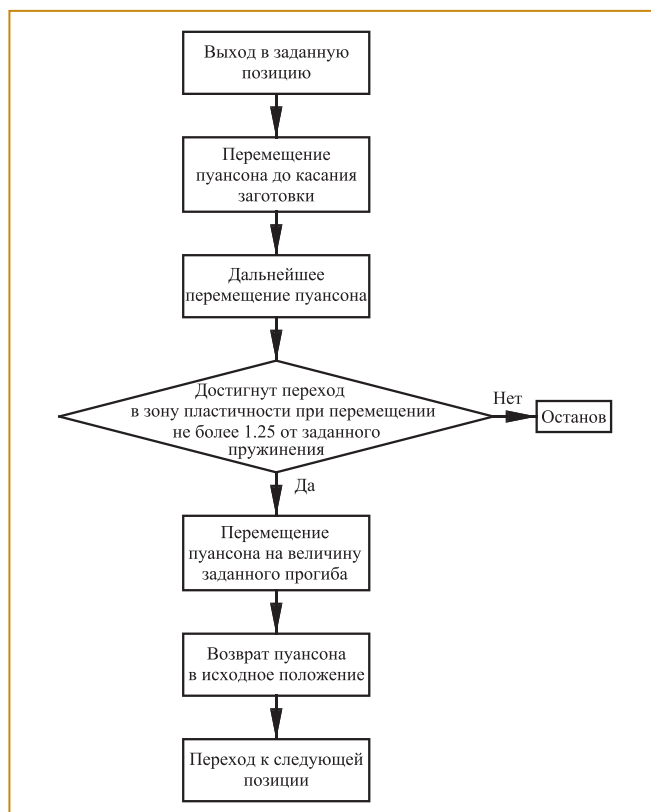 Выход в заданную
позицию
Перемещение
пуансона до касания
заготовки
Дальнейшее
перемещение пуансона
Достигнут переход
в зону пластичности при перемещении
не более 1.25 от заданного
пружинения
Нет
Останов
Да
Перемещение
пуансона на величину
заданного прогиба
Возврат пуансона
в исходное положение
Переход к следующей
позиции